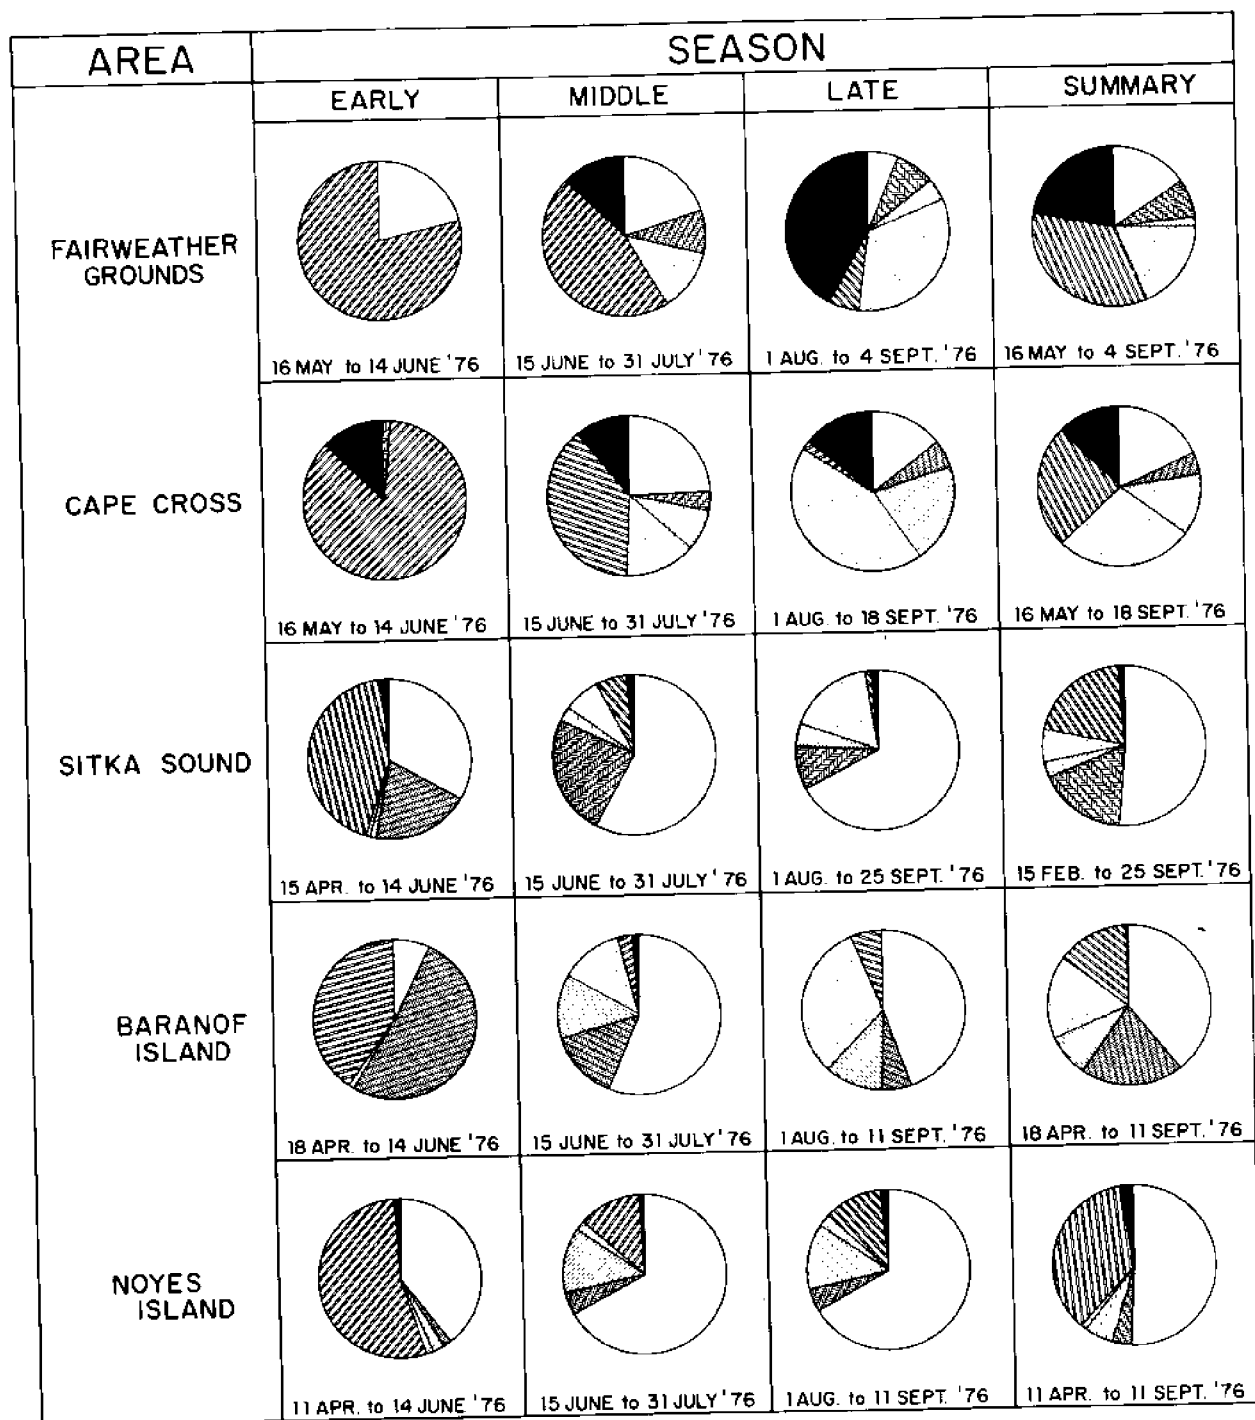 AREA
SEASON
EARLY
MIDDLE
LATE
SUMMARY
FAIRWEATHER
GROUNDS
16 MAY to 14 JUNE '76
15 JUNE to 31 JULY '76
1 AUG. to 4 SEPT. '76
16 MAY to 4 SEPT. '76
CAPE CROSS
16 MAY to 14 JUNE '76
15 JUNE to 31 JULY '76
1 AUG. to 18 SEPT. '76
16 MAY to 18 SEPT. '76
SITKA SOUND
15 APR. to 14 JUNE '76
15 JUNE to 31 JULY '76
1 AUG. to 25 SEPT. '76
15 FEB. to 25 SEPT. '76
BARANOF
ISLAND
18 APR. to 14 JUNE '76
15 JUNE to 31 JULY '76
1 AUG. to 11 SEPT. '76
18 APR. to 11 SEPT. '76
NOYES
ISLAND
11 APR. to 14 JUNE '76
15 JUNE to 31 JULY '76
1 AUG. to 11 SEPT. '76
11 APR. to 11 SEPT. '76